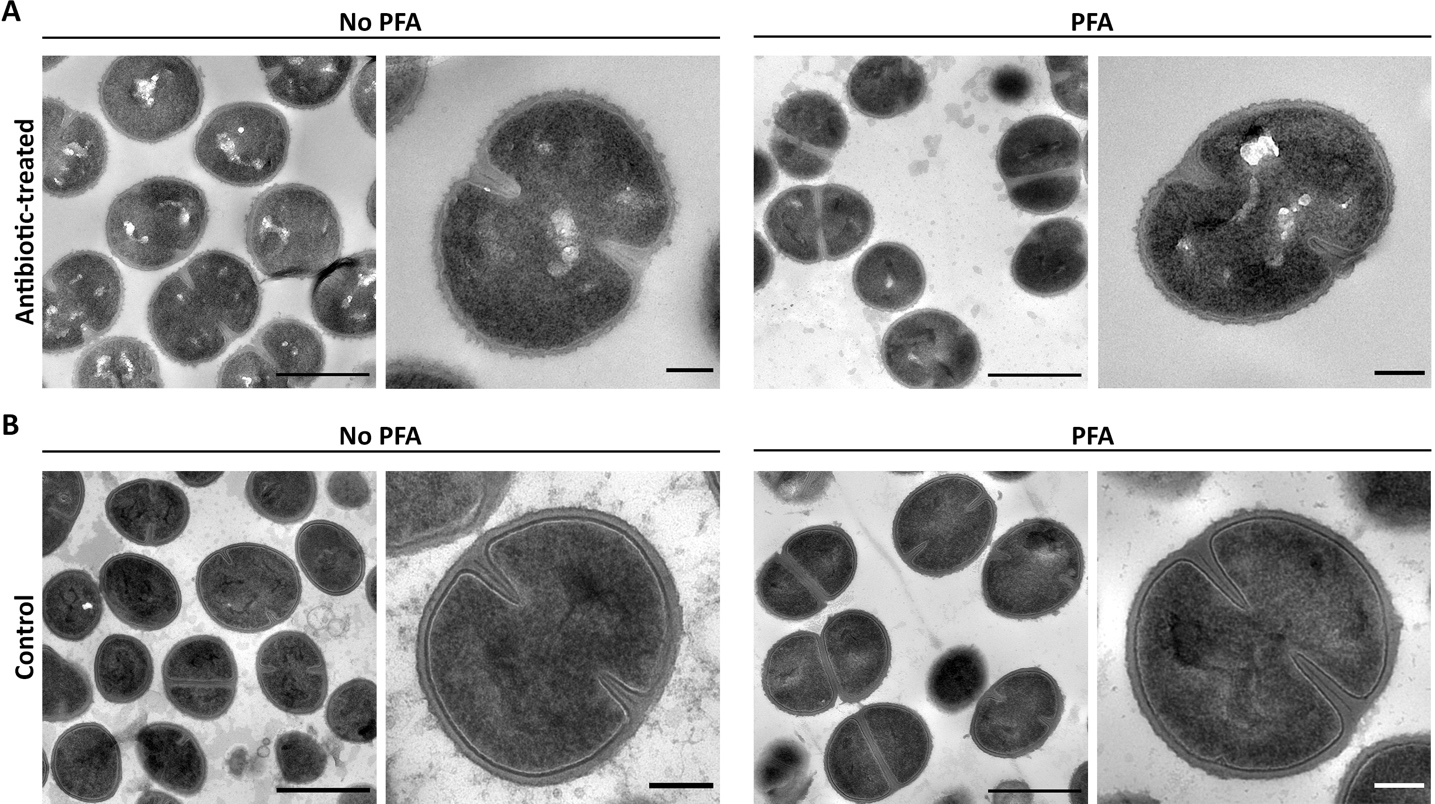 A
No PFA
PFA
Antibiotic-treated
B
No PFA
PFA
Control